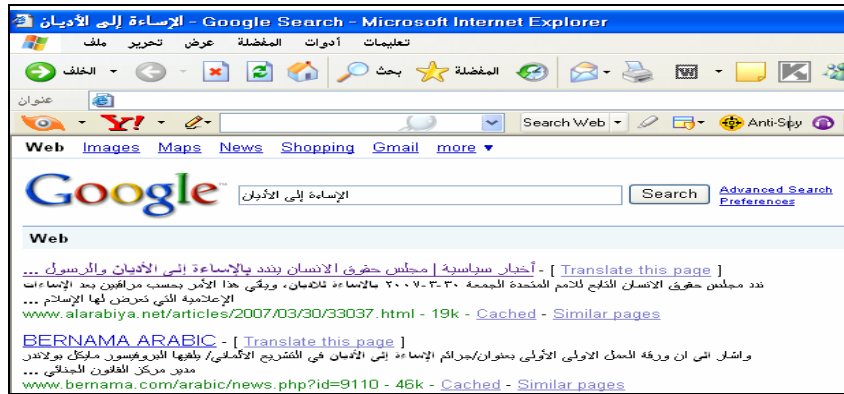 الإساءة إلى الأديان - Google Search - Microsoft Internet Explorer
ملف تحرير عرض المفضلة أدوات تعليمات
الخلف بحث المفضلة
عنوان
Y! Search Web Anti-Spy
Web Images Maps News Shopping Gmail more ▼
Google الإساءة إلى الأديان Search Advanced Search
Preferences
Web
أخبار سياسية | مجلس حقوق الانسان يندد بالإساءة إلى الأديان والرسول ... - [ Translate this page ]
ندد مجلس حقوق الانسان التابع للامم المتحدة الجمعة ٣٠-٣-٢٠٠٧ بالاساءة للاديان، ويأتي هذا الأمر بحسب مراقبين بعد الإساءات
الإعلامية التي تعرض لها الإسلام ...
www.alarabiya.net/articles/2007/03/30/33037.html - 19k - Cached - Similar pages
BERNAMA ARABIC - [ Translate this page ]
و اشار الى ان ورقة العمل الاولى الأولى بعنوان/جرائم الإساءة إلى الأديان في التشريع الألماني/ يلقيها البروفيسور مايكل بولاندر
مدير مركز القانون الجنائي ...
www.bernama.com/arabic/news.php?id=9110 - 46k - Cached - Similar pages